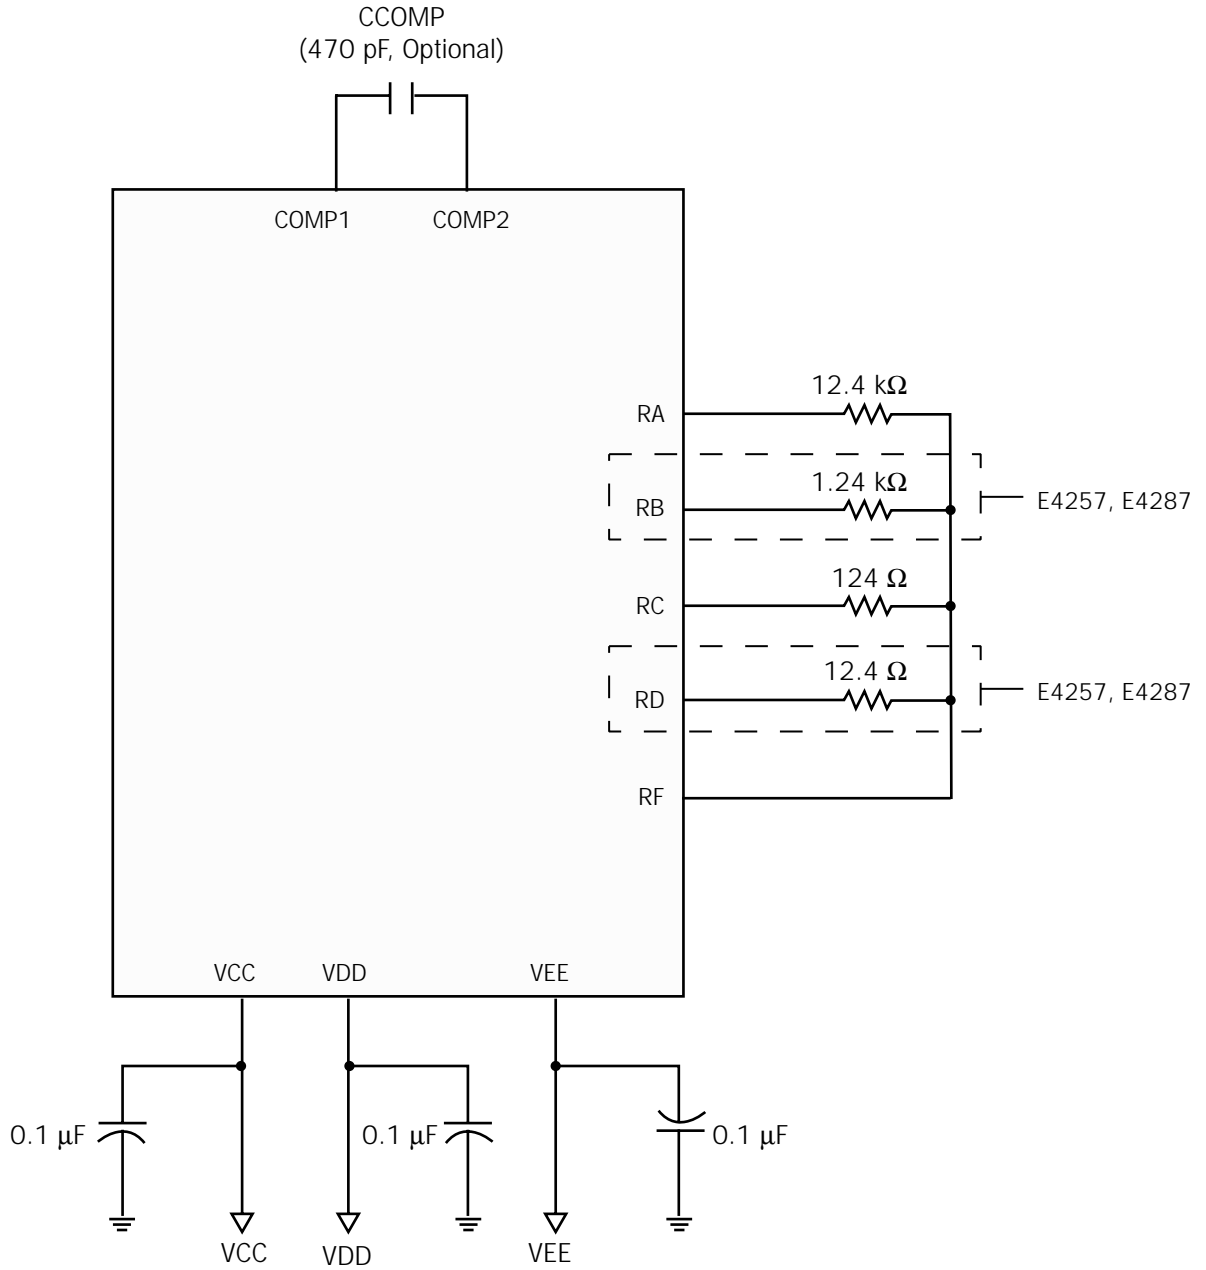 CCOMP
(470 pF, Optional)
COMP1
COMP2
12.4 kΩ
RA
1.24 kΩ
RB
E4257, E4287
124 Ω
RC
12.4 Ω
RD
E4257, E4287
RF
VCC
VDD
VEE
0.1 µF
0.1 µF
0.1 µF
VCC
VDD
VEE